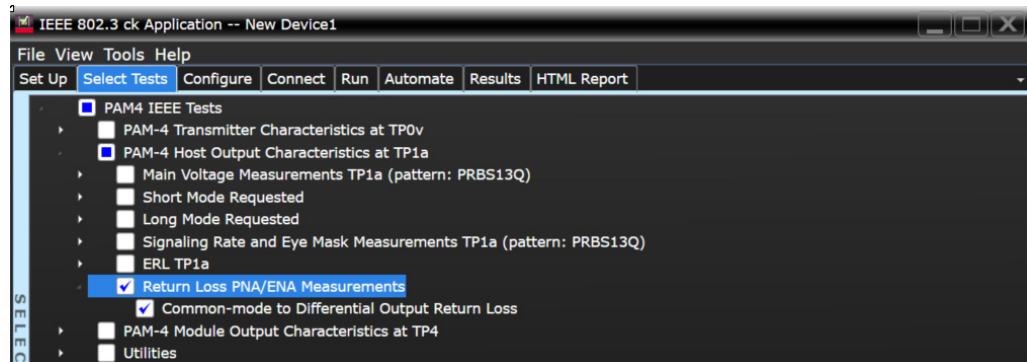 IEEE 802.3 ck Application -- New Device1
File View Tools Help
Set Up Select Tests Configure Connect Run Automate Results HTML Report
PAM4 IEEE Tests
PAM-4 Transmitter Characteristics at TP0v
PAM-4 Host Output Characteristics at TP1a
Main Voltage Measurements TP1a (pattern: PRBS13Q)
Short Mode Requested
Long Mode Requested
Signaling Rate and Eye Mask Measurements TP1a (pattern: PRBS13Q)
ERL TP1a
Return Loss PNA/ENA Measurements
Common-mode to Differential Output Return Loss
PAM-4 Module Output Characteristics at TP4
Utilities
SELEC